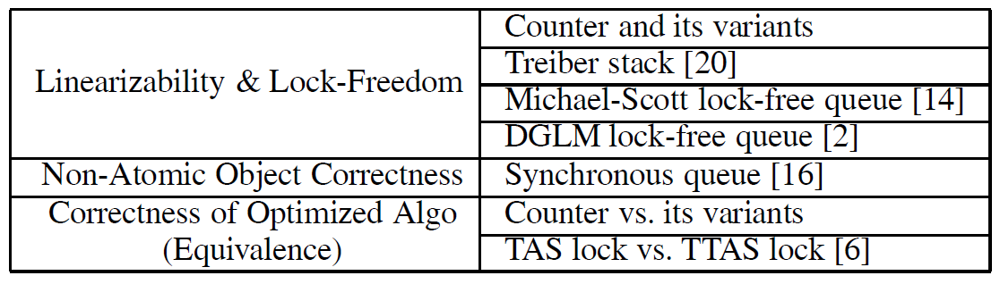 Linearizability & Lock-Freedom
Counter and its variants
Treiber stack [20]
Michael-Scott lock-free queue [14]
DGLM lock-free queue [2]
Non-Atomic Object Correctness
Synchronous queue [16]
Correctness of Optimized Algo
(Equivalence)
Counter vs. its variants
TAS lock vs. TTAS lock [6]